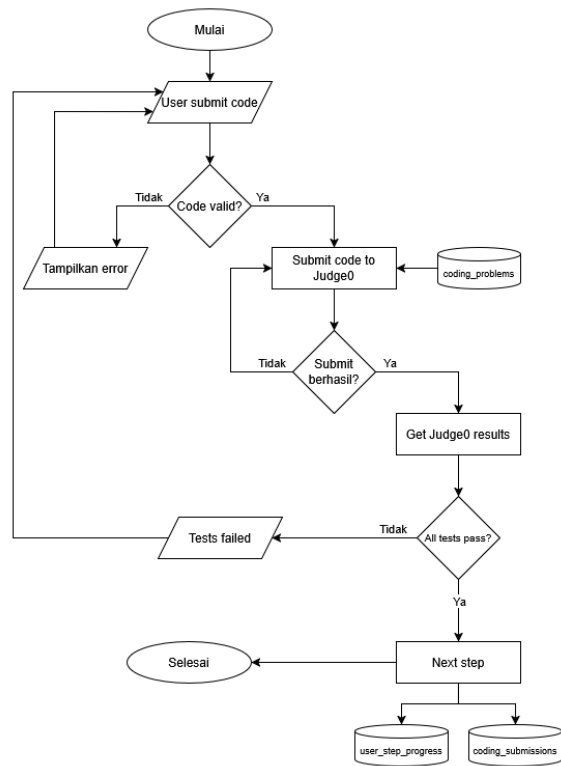 Mulai
User submit code
Code valid?
Tidak
Ya
Tampilkan error
Submit code to
Judge0
coding_problems
Submit
berhasil?
Tidak
Ya
Get Judge0 results
All tests pass?
Tidak
Tests failed
Ya
Next step
Selesai
user_step_progress
coding_submissions